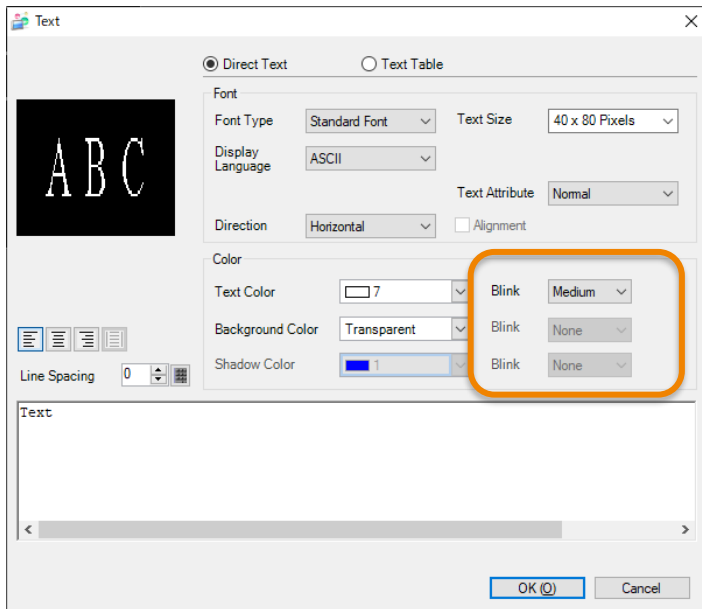 Text
Direct Text
Text Table
Font
Font Type
Standard Font
Text Size
40 x 80 Pixels
Display Language
ASCII
Text Attribute
Normal
Direction
Horizontal
Alignment
A B C
Color
Text Color
7
Blink
Medium
Background Color
Transparent
Blink
None
Shadow Color
1
Blink
None
Line Spacing
0
Text
OK (O)
Cancel